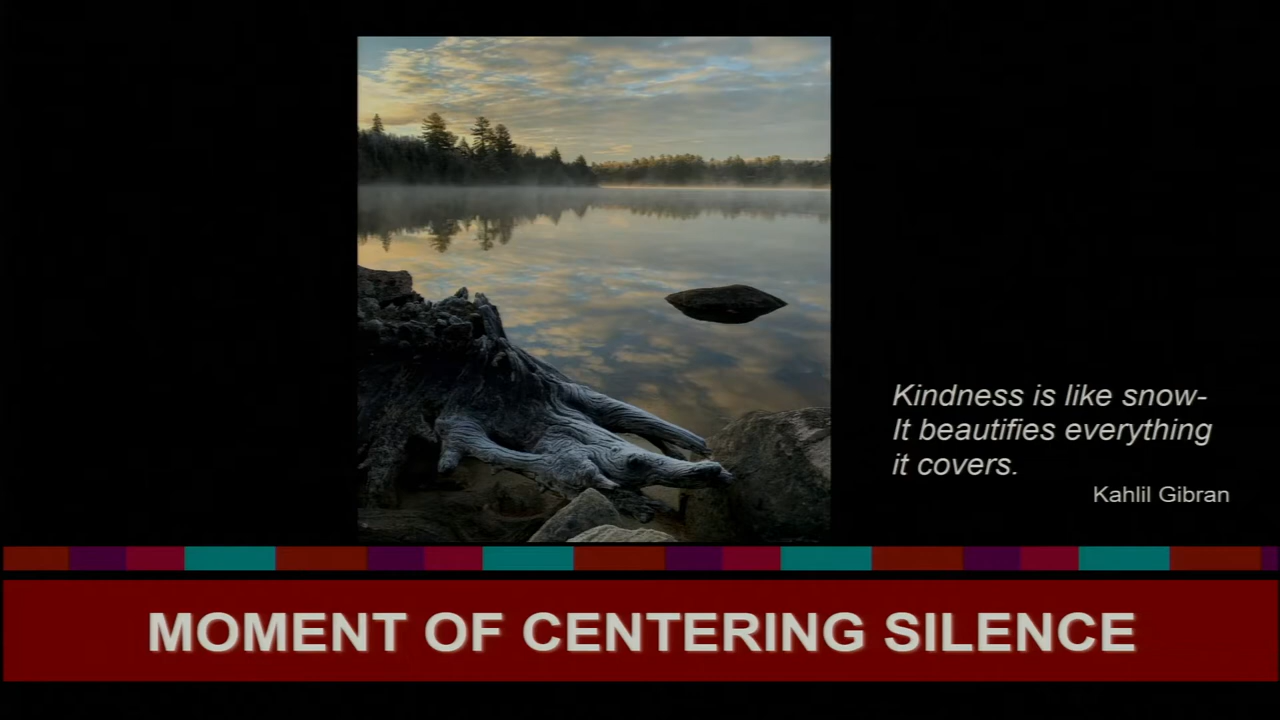 Kindness is like snow-
It beautifies everything
it covers.
Kahlil Gibran
MOMENT OF CENTERING SILENCE